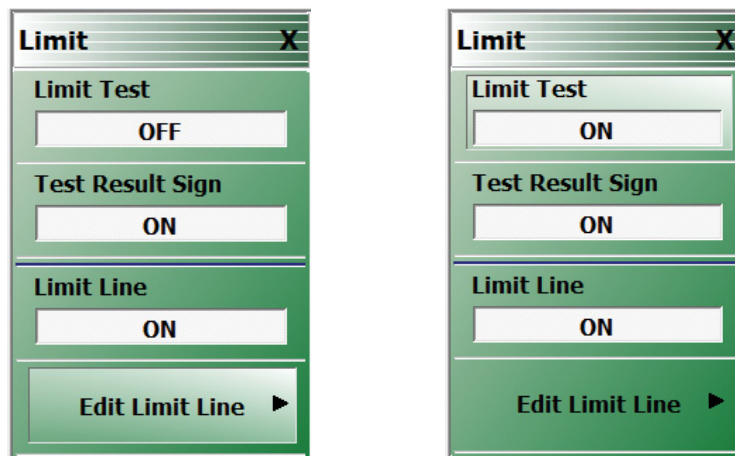 Limit X
Limit Test
OFF
Test Result Sign
ON
Limit Line
ON
Edit Limit Line
Limit X
Limit Test
ON
Test Result Sign
ON
Limit Line
ON
Edit Limit Line